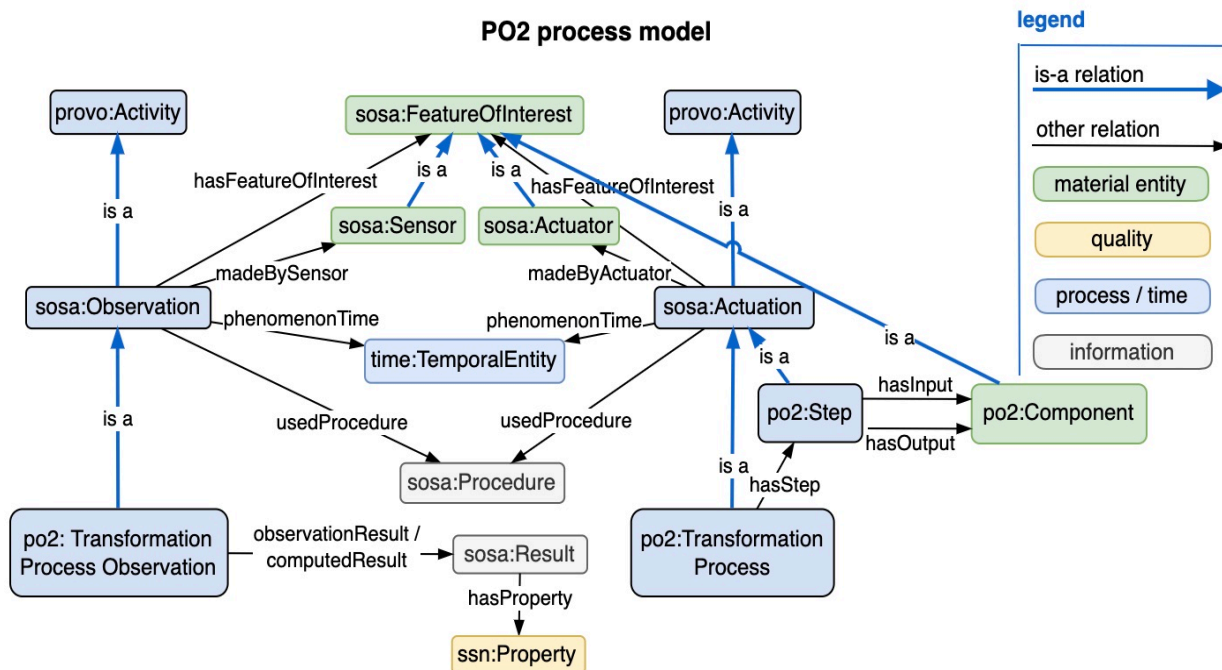 PO2 process model
legend
is-a relation
other relation
material entity
quality
process / time
information
provo:Activity
sosa:FeatureOfInterest
provo:Activity
hasFeatureOfInterest
is a
is a
hasFeatureOfInterest
is a
is a
sosa:Sensor
sosa:Actuator
madeBySensor
madeByActuator
sosa:Observation
sosa:Actuation
phenomenonTime
phenomenonTime
time:TemporalEntity
is a
is a
hasInput
po2:Step
po2:Component
hasOutput
is a
usedProcedure
usedProcedure
is a
hasStep
sosa:Procedure
po2: Transformation
Process Observation
observationResult /
computedResult
sosa:Result
po2:Transformation
Process
hasProperty
ssn:Property